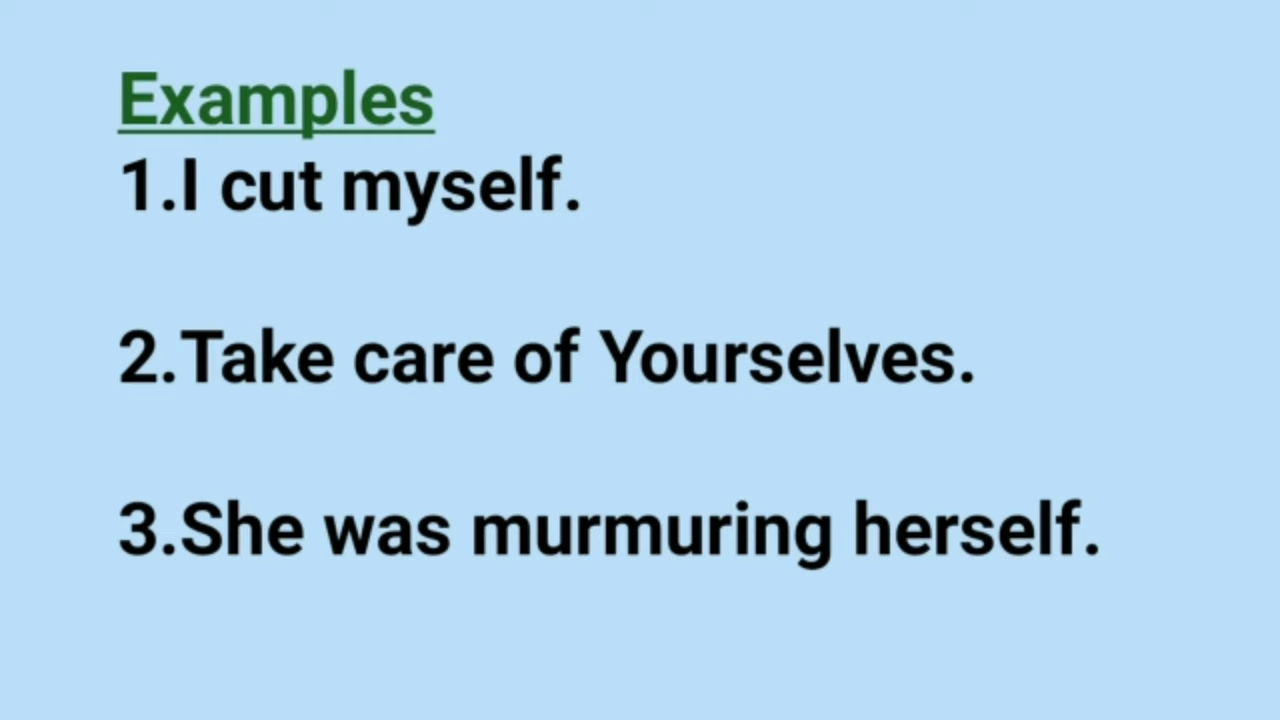 Examples
1.I cut myself.
2.Take care of Yourselves.
3.She was murmuring herself.